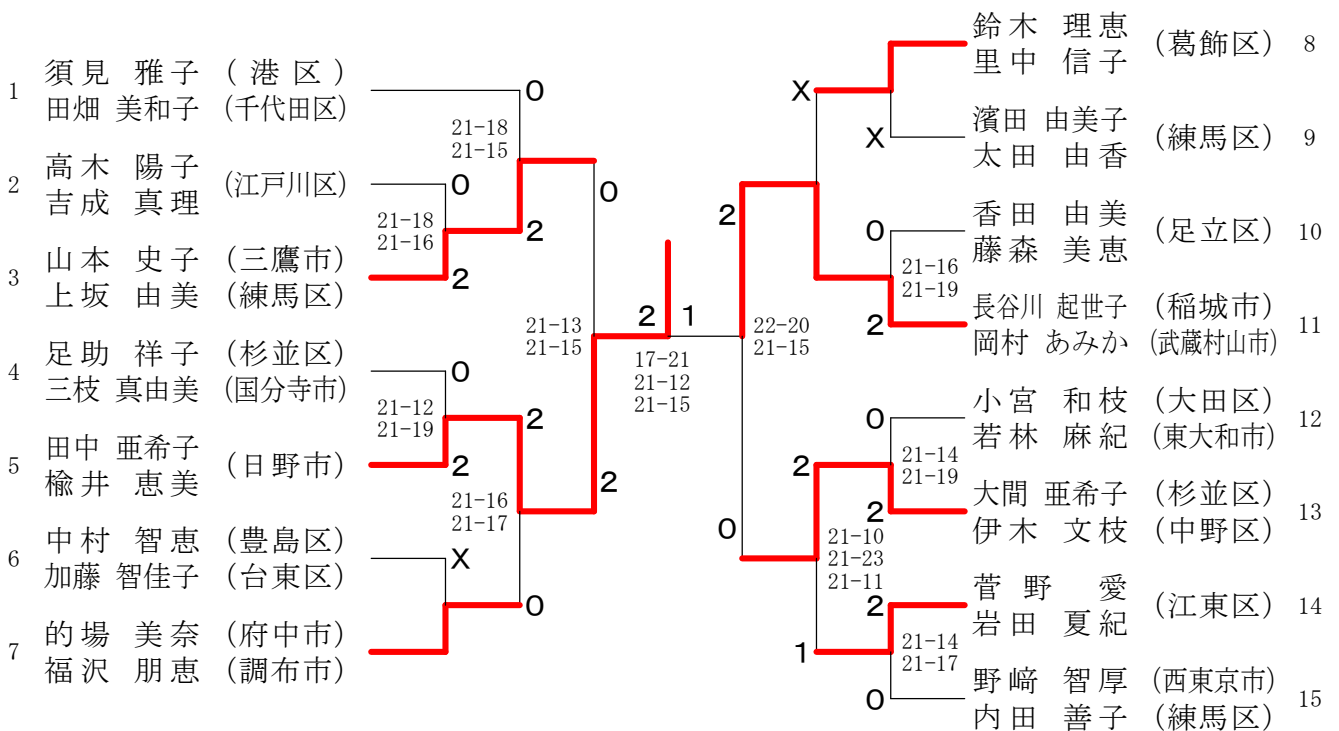 1 須見 雅子 (港区)
田畑 美和子 (千代田区)
2 高木 陽子 (江戸川区)
吉成 真理
3 山本 史子 (三鷹市)
上坂 由美 (練馬区)
4 足助 祥子 (杉並区)
三枝 真由美 (国分寺市)
5 田中 亜希子 (日野市)
楡井 恵美
6 中村 智恵 (豊島区)
加藤 智佳子 (台東区)
7 的場 美奈 (府中市)
福沢 朋恵 (調布市)
0
21-18
21-15
0
21-18
21-16
2
2
0
0
21-12
21-19
2
2
21-16
21-17
X
0
21-13
21-15
2
2 1
17-21
21-12
21-15
2
22-20
21-15
0
X
X
0
21-16
21-19
2
0
21-14
21-19
2
2
21-10
21-23
21-11
2
21-14
21-17
1
0
鈴木 理恵 (葛飾区) 8
里中 信子
濱田 由美子 (練馬区) 9
太田 由香
香田 由美 (足立区) 10
藤森 美恵
長谷川 起世子 (稲城市) 11
岡村 あみか (武蔵村山市)
小宮 和枝 (大田区) 12
若林 麻紀 (東大和市)
大間 亜希子 (杉並区) 13
伊木 文枝 (中野区)
菅野 愛 (江東区) 14
岩田 夏紀
野﨑 智厚 (西東京市) 15
内田 善子 (練馬区)